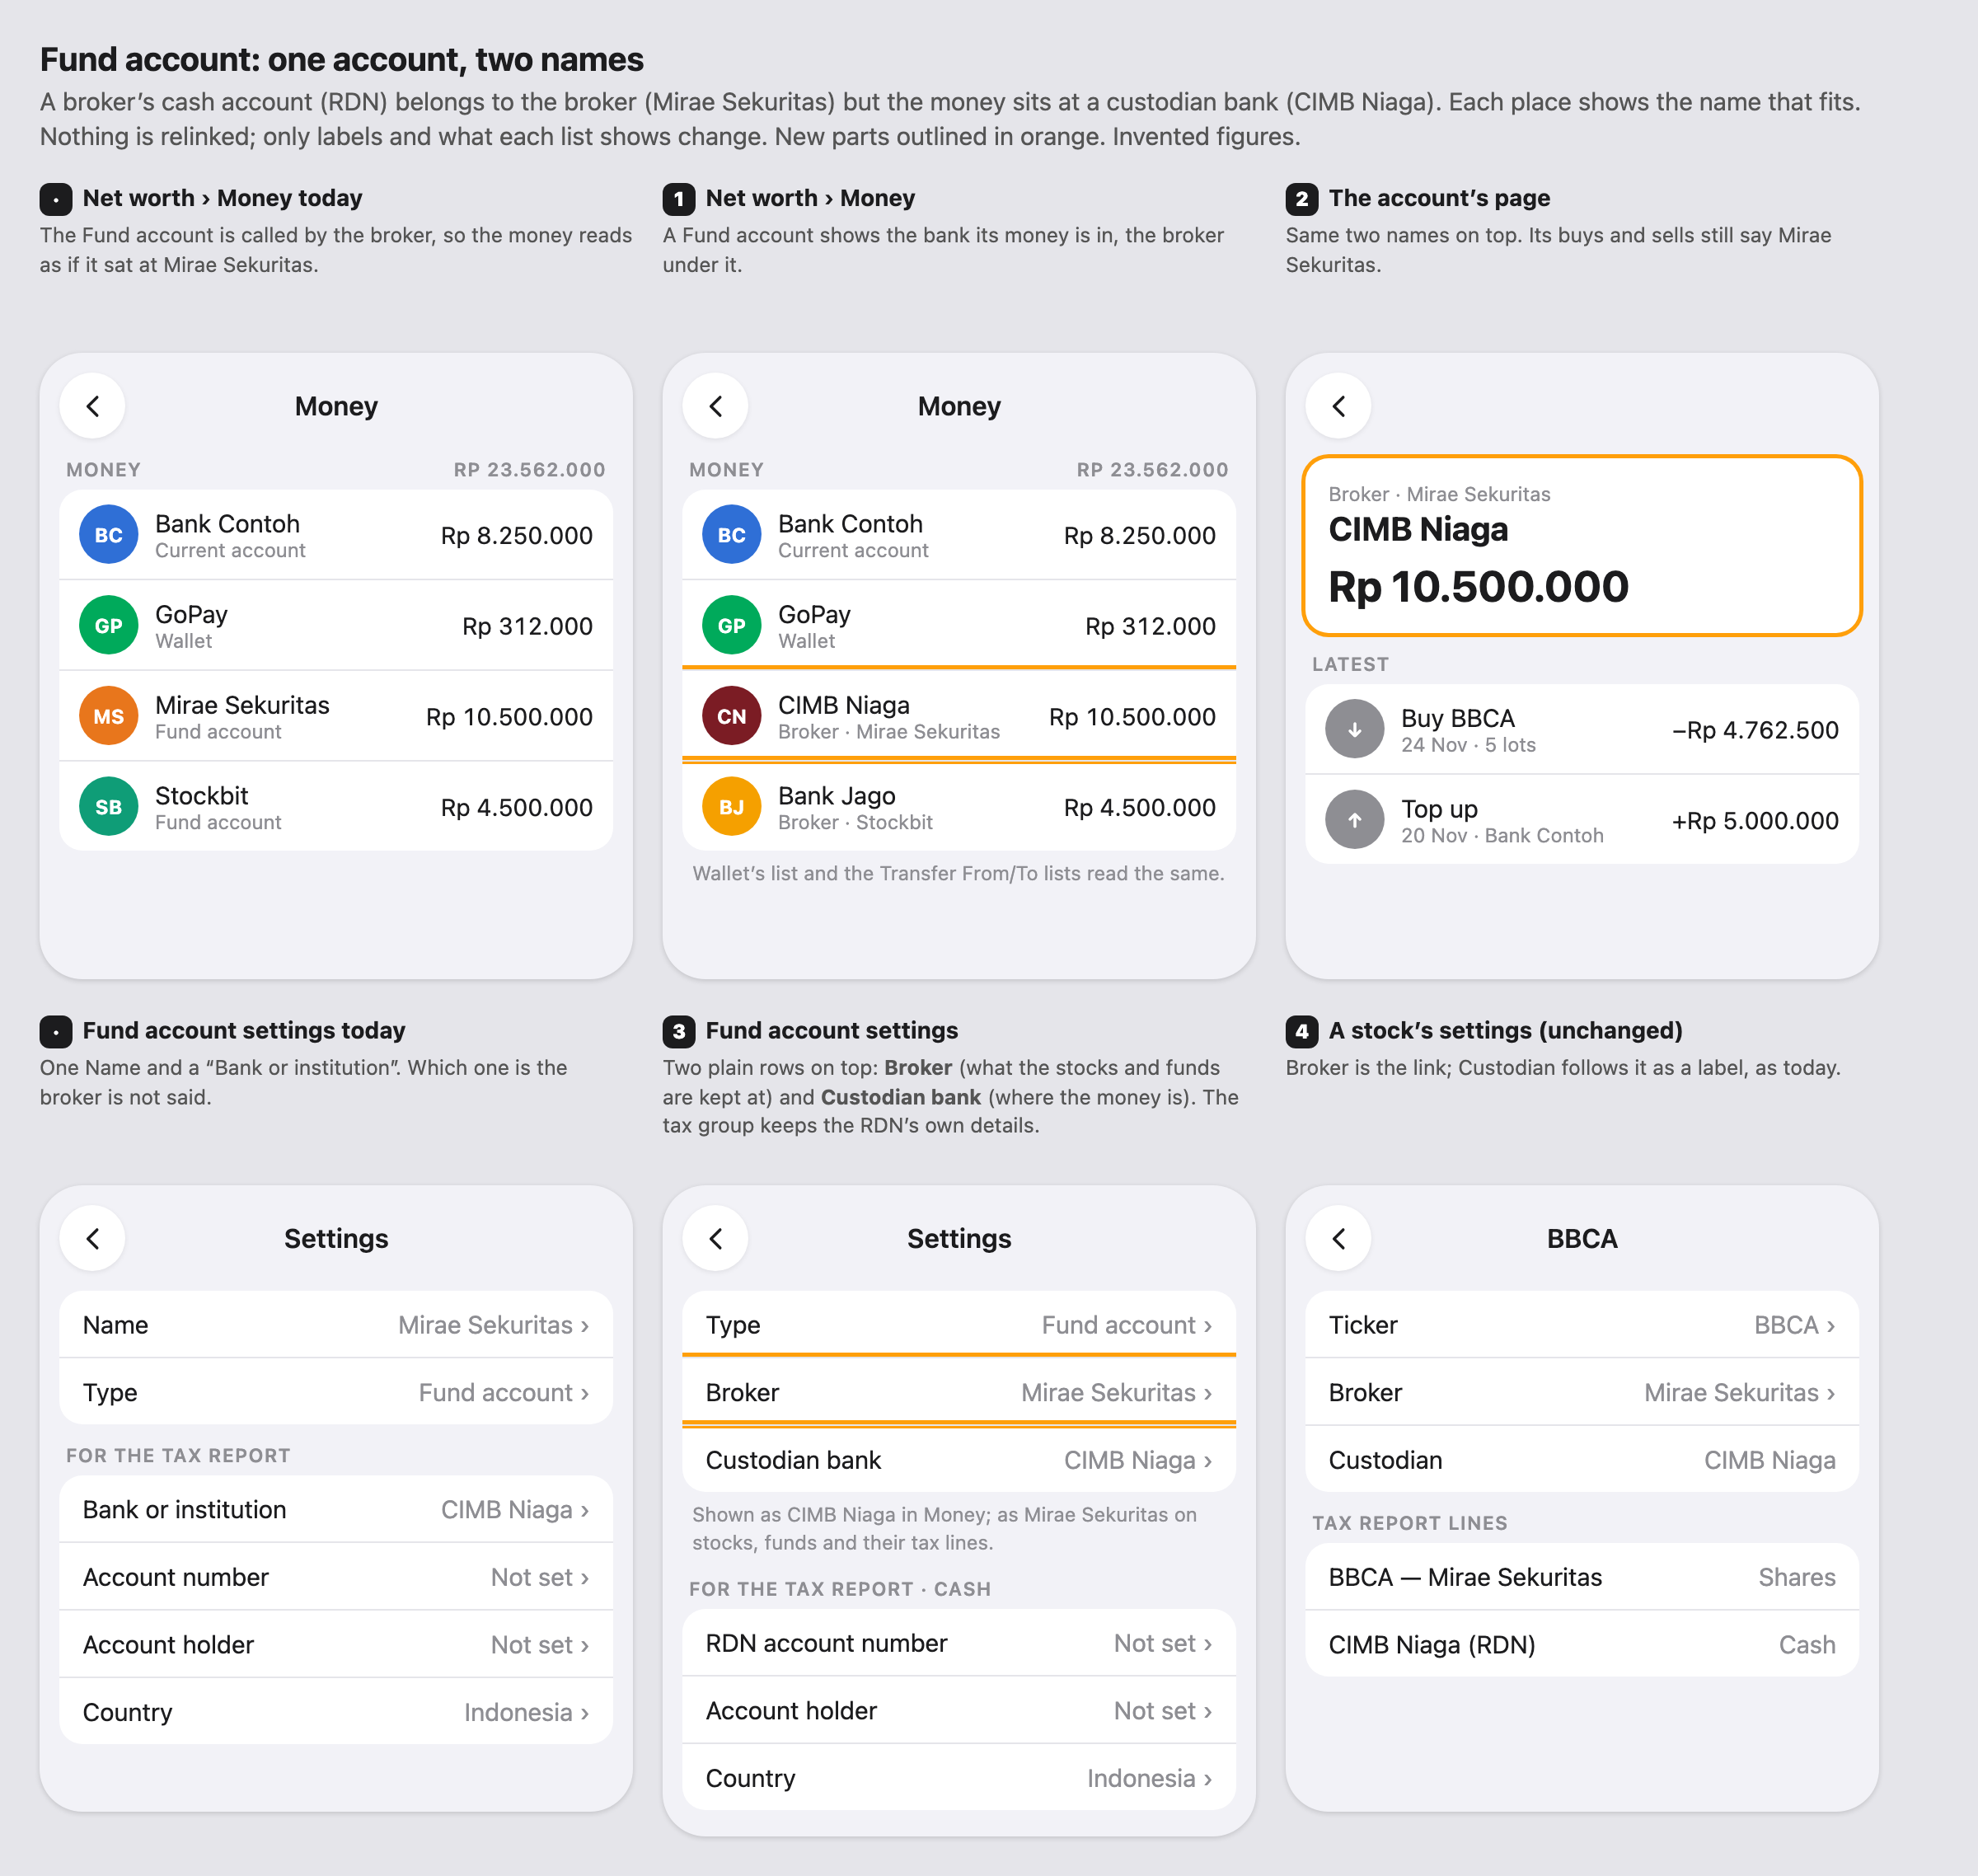 Fund account: one account, two names
A broker’s cash account (RDN) belongs to the broker (Mirae Sekuritas) but the money sits at a custodian bank (CIMB Niaga). Each place shows the name that fits.
Nothing is relinked; only labels and what each list shows change. New parts outlined in orange. Invented figures.
· Net worth › Money today
The Fund account is called by the broker, so the money reads
as if it sat at Mirae Sekuritas.
Money
MONEY RP 23.562.000
BC Bank Contoh Rp 8.250.000
Current account
GP GoPay Rp 312.000
Wallet
MS Mirae Sekuritas Rp 10.500.000
Fund account
SB Stockbit Rp 4.500.000
Fund account
1 Net worth › Money
A Fund account shows the bank its money is in, the broker
under it.
Money
MONEY RP 23.562.000
BC Bank Contoh Rp 8.250.000
Current account
GP GoPay Rp 312.000
Wallet
CN CIMB Niaga Rp 10.500.000
Broker · Mirae Sekuritas
BJ Bank Jago Rp 4.500.000
Broker · Stockbit
Wallet’s list and the Transfer From/To lists read the same.
2 The account’s page
Same two names on top. Its buys and sells still say Mirae
Sekuritas.
Broker · Mirae Sekuritas
CIMB Niaga
Rp 10.500.000
LATEST
Buy BBCA –Rp 4.762.500
24 Nov · 5 lots
Top up +Rp 5.000.000
20 Nov · Bank Contoh
· Fund account settings today
One Name and a “Bank or institution”. Which one is the
broker is not said.
Settings
Name Mirae Sekuritas ›
Type Fund account ›
FOR THE TAX REPORT
Bank or institution CIMB Niaga ›
Account number Not set ›
Account holder Not set ›
Country Indonesia ›
3 Fund account settings
Two plain rows on top: Broker (what the stocks and funds
are kept at) and Custodian bank (where the money is). The
tax group keeps the RDN’s own details.
Settings
Type Fund account ›
Broker Mirae Sekuritas ›
Custodian bank CIMB Niaga ›
Shown as CIMB Niaga in Money; as Mirae Sekuritas on
stocks, funds and their tax lines.
FOR THE TAX REPORT · CASH
RDN account number Not set ›
Account holder Not set ›
Country Indonesia ›
4 A stock’s settings (unchanged)
Broker is the link; Custodian follows it as a label, as today.
BBCA
Ticker BBCA ›
Broker Mirae Sekuritas ›
Custodian CIMB Niaga
TAX REPORT LINES
BBCA — Mirae Sekuritas Shares
CIMB Niaga (RDN) Cash